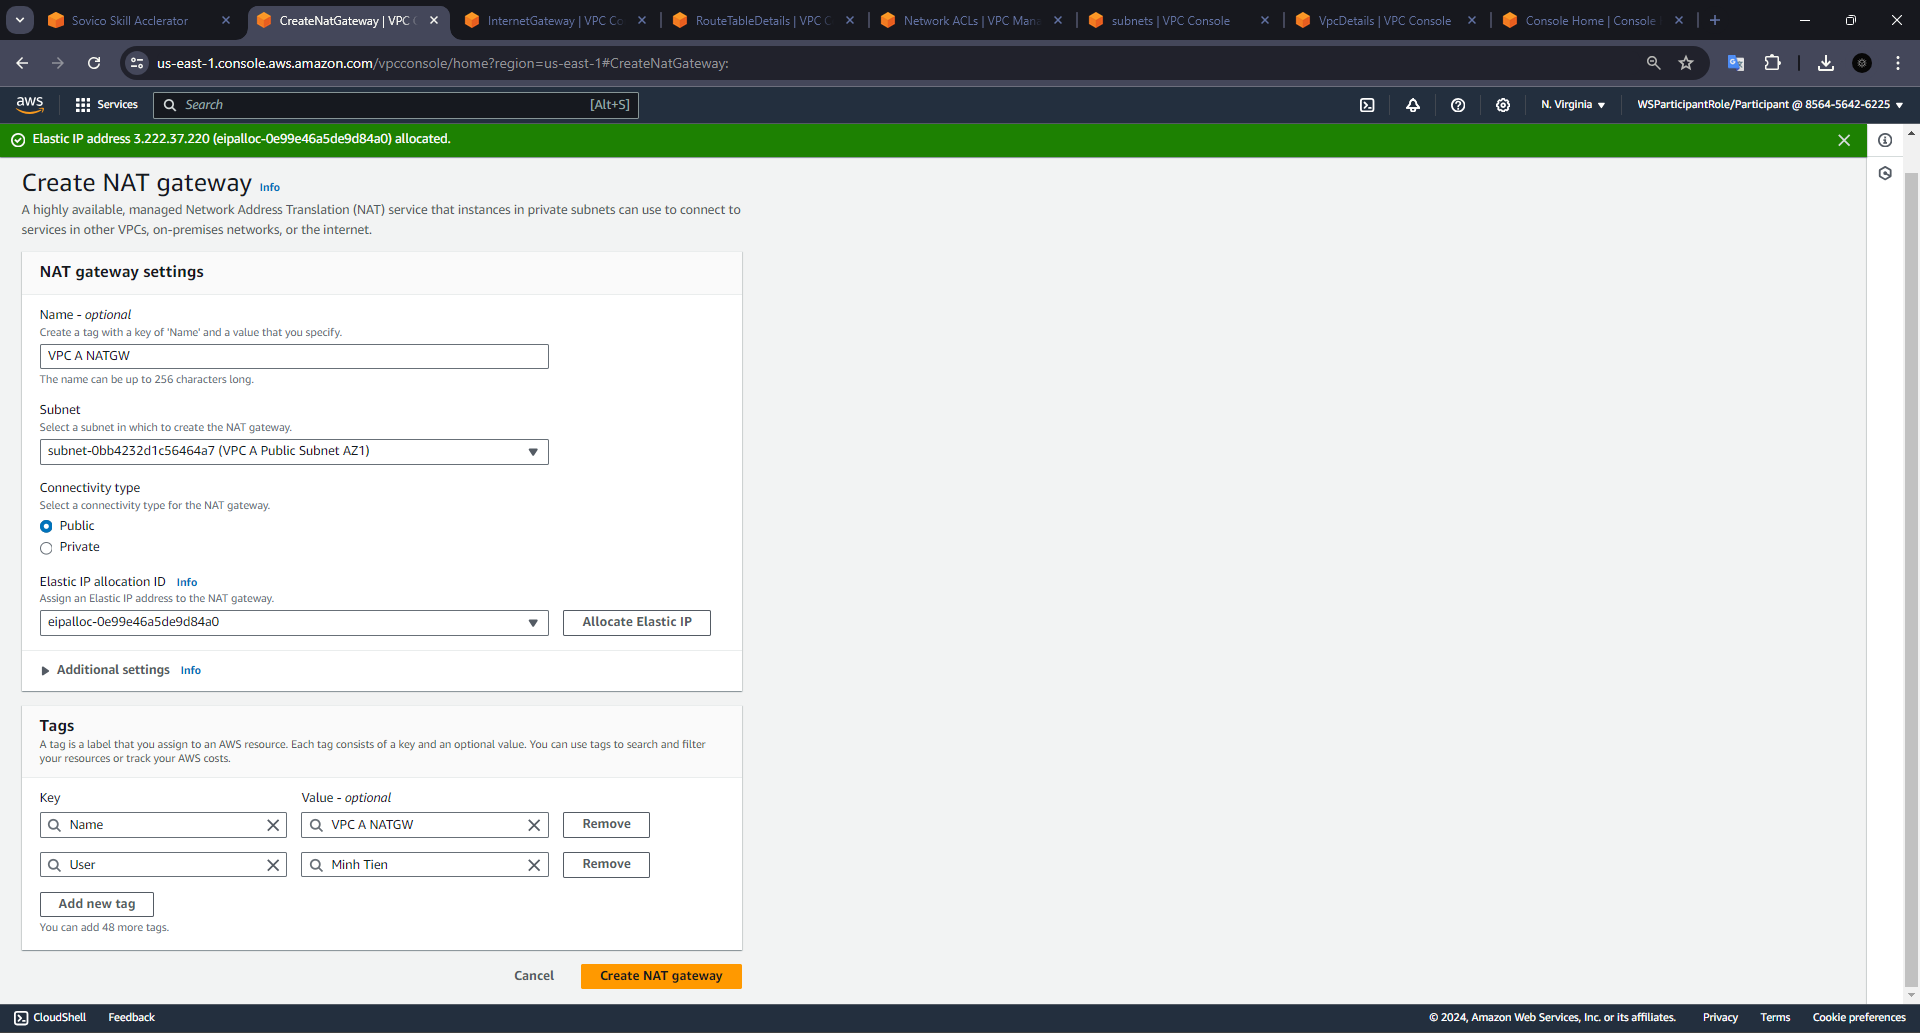 Sovico Skill Acclerator
CreateNatGateway | VPC
InternetGateway | VPC Co
RouteTableDetails | VPC C
Network ACLs | VPC Mana
subnets | VPC Console
VpcDetails | VPC Console
Console Home | Console
us-east-1.console.aws.amazon.com/vpcconsole/home?region=us-east-1#CreateNatGateway:
aws
Services
Search
[Alt+S]
N. Virginia
WSParticipantRole/Participant @ 8564-5642-6225
Elastic IP address 3.222.37.220 (eipalloc-0e99e46a5de9d84a0) allocated.
Create NAT gateway Info
A highly available, managed Network Address Translation (NAT) service that instances in private subnets can use to connect to
services in other VPCs, on-premises networks, or the internet.
NAT gateway settings
Name - optional
Create a tag with a key of 'Name' and a value that you specify.
VPC A NATGW
The name can be up to 256 characters long.
Subnet
Select a subnet in which to create the NAT gateway.
subnet-0bb4232d1c56464a7 (VPC A Public Subnet AZ1)
Connectivity type
Select a connectivity type for the NAT gateway.
Public
Private
Elastic IP allocation ID Info
Assign an Elastic IP address to the NAT gateway.
eipalloc-0e99e46a5de9d84a0
Allocate Elastic IP
Additional settings Info
Tags
A tag is a label that you assign to an AWS resource. Each tag consists of a key and an optional value. You can use tags to search and filter
your resources or track your AWS costs.
Key
Value - optional
Name
VPC A NATGW
Remove
User
Minh Tien
Remove
Add new tag
You can add 48 more tags.
Cancel
Create NAT gateway
CloudShell
Feedback
© 2024, Amazon Web Services, Inc. or its affiliates.
Privacy
Terms
Cookie preferences